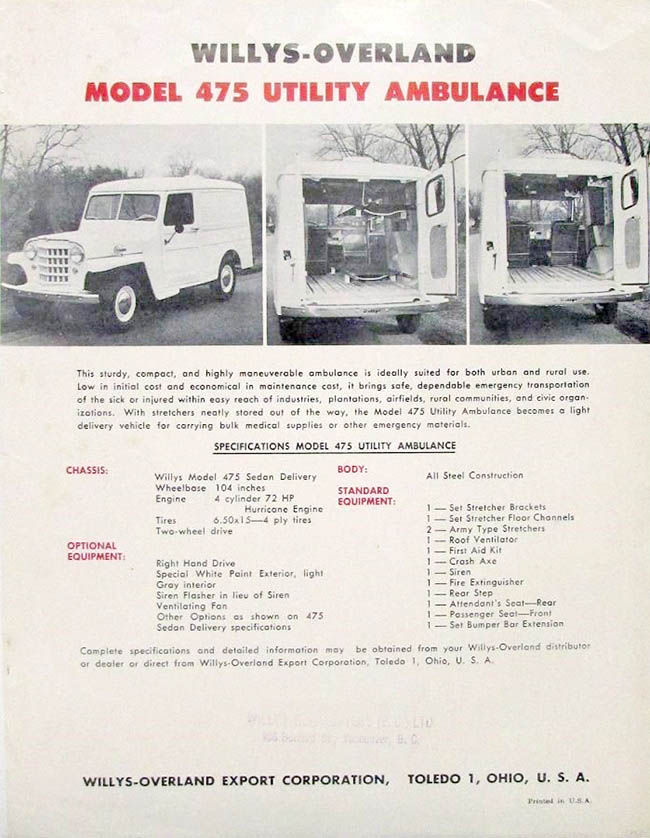 WILLYS-OVERLAND
MODEL 475 UTILITY AMBULANCE
This sturdy, compact, and highly maneuverable ambulance is ideally suited for both urban and rural use.
Low in initial cost and economical in maintenance cost, it brings safe, dependable emergency transportation
of the sick or injured within easy reach of industries, plantations, airfields, rural communities, and civic organ-
izations. With stretchers neatly stored out of the way, the Model 475 Utility Ambulance becomes a light
delivery vehicle for carrying bulk medical supplies or other emergency materials.
SPECIFICATIONS MODEL 475 UTILITY AMBULANCE
CHASSIS:
Willys Model 475 Sedan Delivery
Wheelbase 104 inches
Engine 4 cylinder 72 HP
Hurricane Engine
Tires 6.50x15—4 ply tires
Two-wheel drive
OPTIONAL
EQUIPMENT:
Right Hand Drive
Special White Paint Exterior, light
Gray interior
Siren Flasher in lieu of Siren
Ventilating Fan
Other Options as shown on 475
Sedan Delivery specifications
BODY:
All Steel Construction
STANDARD
EQUIPMENT:
1 — Set Stretcher Brackets
1 — Set Stretcher Floor Channels
2 — Army Type Stretchers
1 — Roof Ventilator
1 — First Aid Kit
1 — Crash Axe
1 — Siren
1 — Fire Extinguisher
1 — Rear Step
1 — Attendant's Seat—Rear
1 — Passenger Seat—Front
1 — Set Bumper Bar Extension
Complete specifications and detailed information may be obtained from your Willys-Overland distributor
or dealer or direct from Willys-Overland Export Corporation, Toledo 1, Ohio, U. S. A.
LTD.
Vancouver, B. C.
WILLYS-OVERLAND EXPORT CORPORATION, TOLEDO 1, OHIO, U. S. A.
Printed in U.S.A.